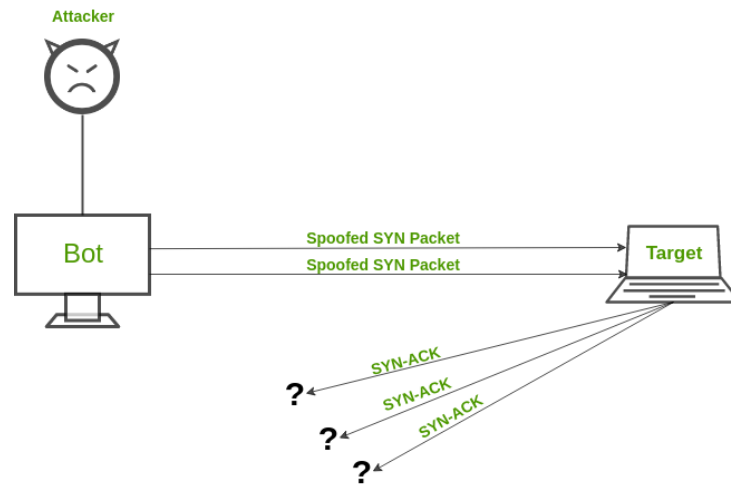 Attacker
Bot
Spoofed SYN Packet
Spoofed SYN Packet
Target
SYN-ACK
?
SYN-ACK
?
SYN-ACK
?